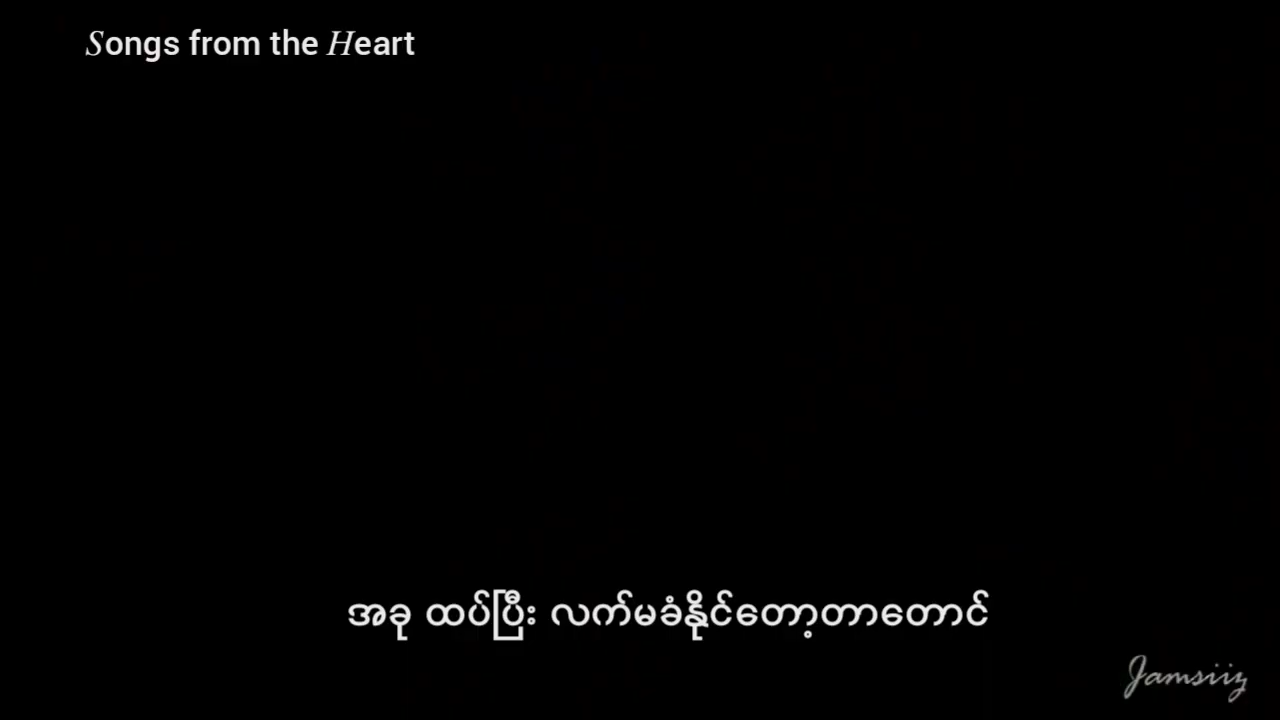 Songs from the Heart
အခု ထပ်ပြီး လက်မခံနိုင်တော့တာတောင်
Jamsiiz